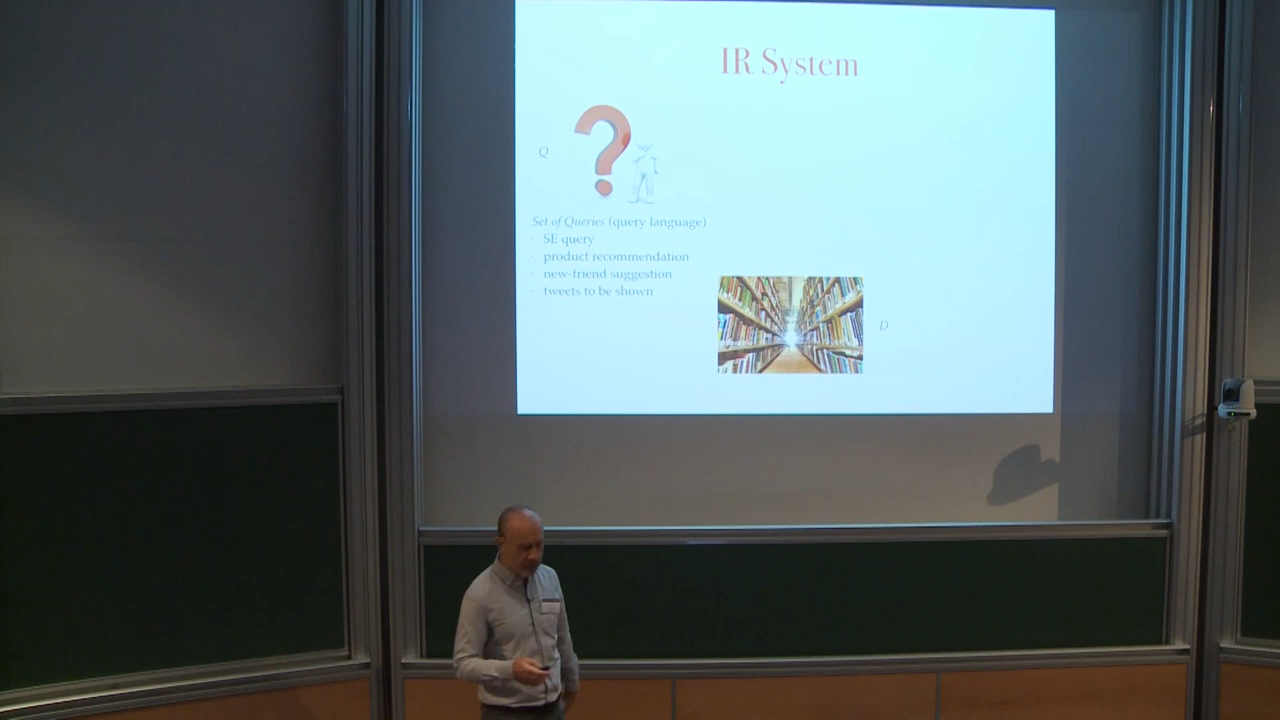 IR System
Q
Set of Queries (query language)
- SE query
- product recommendation
- new-friend suggestion
- tweets to be shown
D